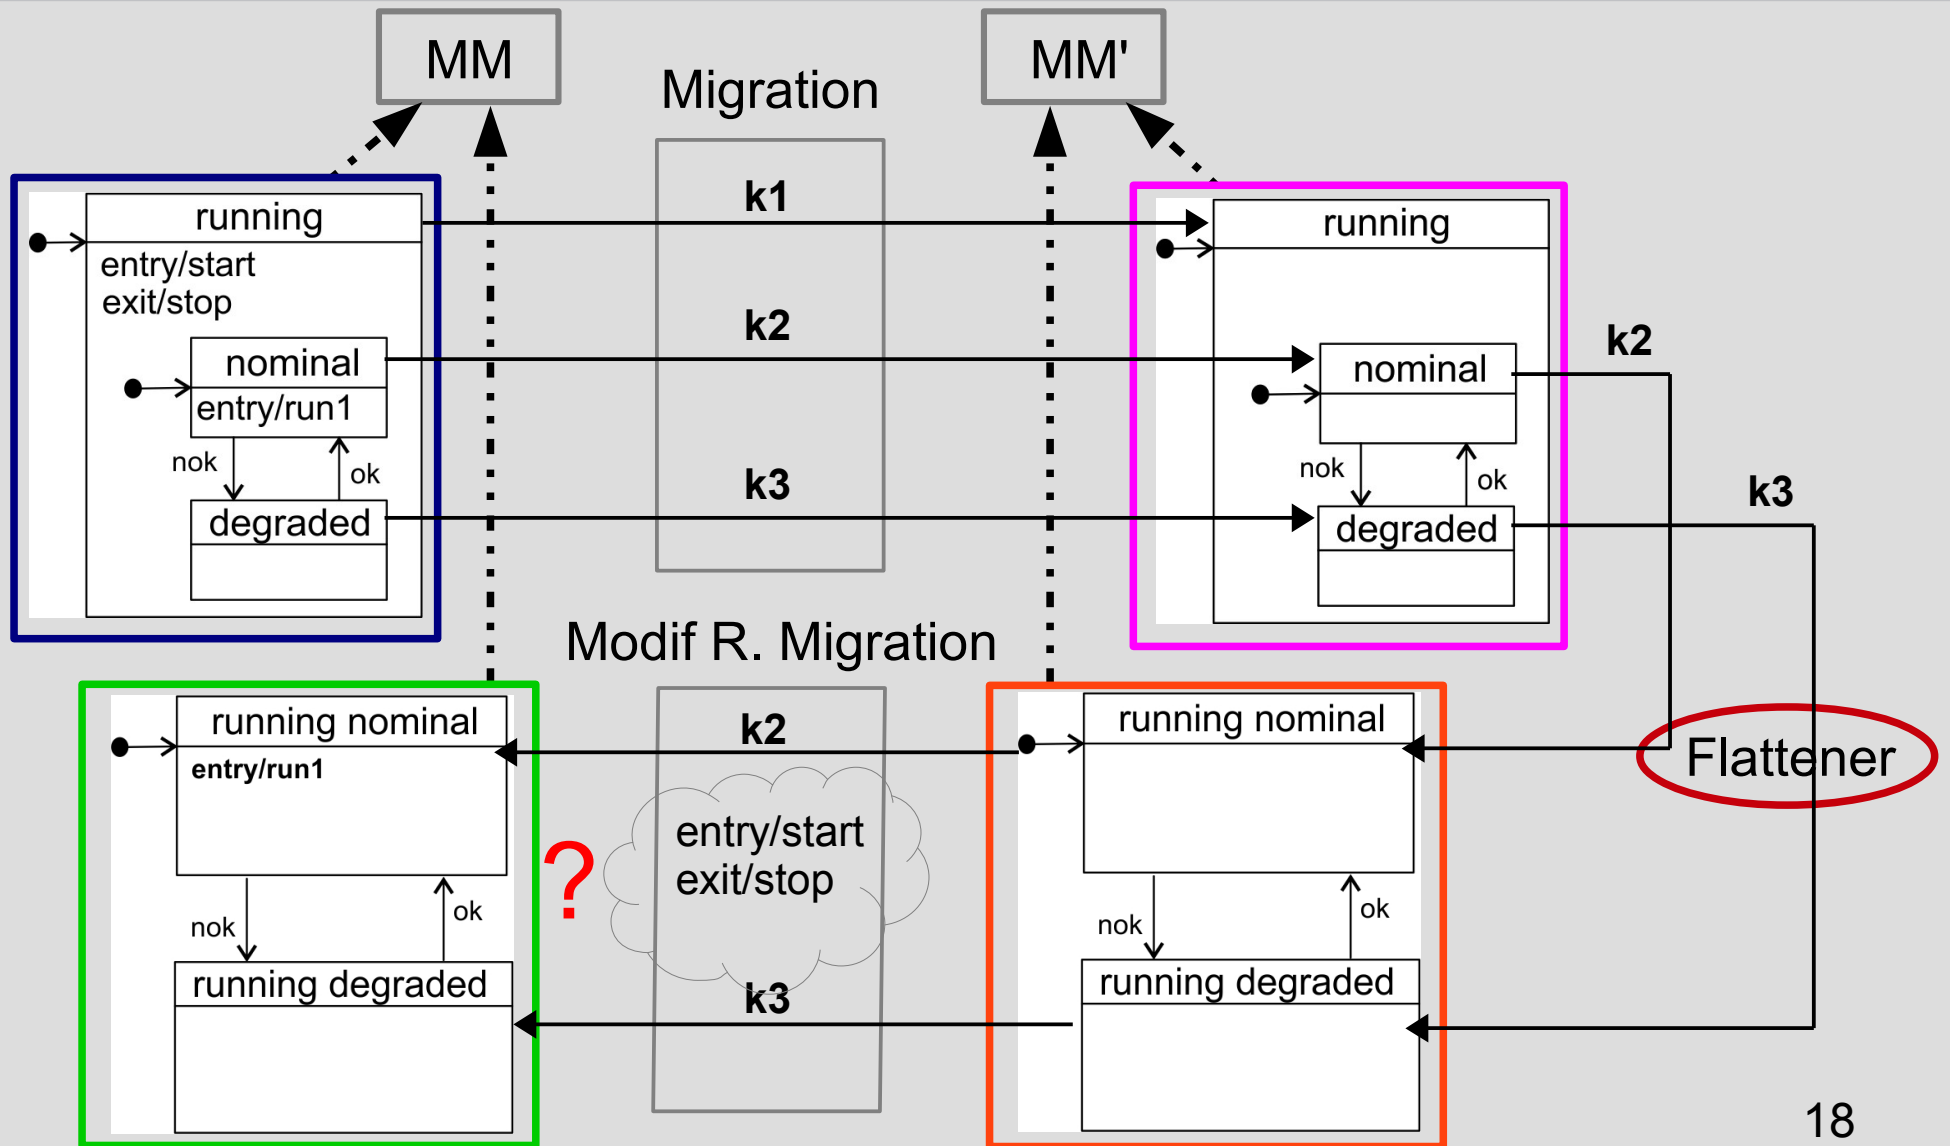 MM
MM'
Migration
k1
running
entry/start
exit/stop
running
k2
nominal
entry/run1
nominal
k2
nok
ok
nok
ok
k3
degraded
degraded
k3
Modif R. Migration
running nominal
entry/run1
k2
running nominal
Flattener
?
entry/start
exit/stop
nok
ok
nok
ok
running degraded
k3
running degraded
18